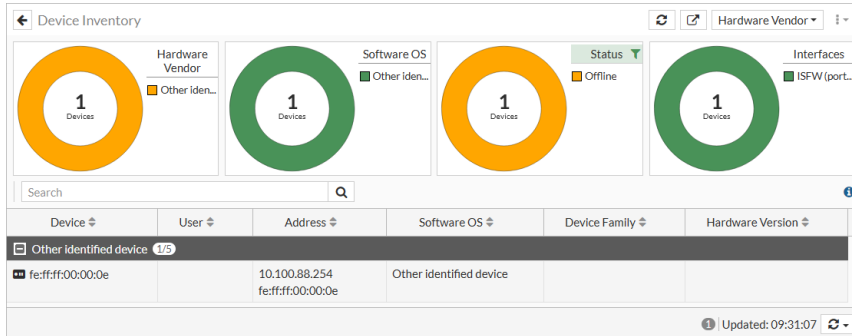 Device Inventory
Hardware Vendor
1
Devices
Hardware
Vendor
Other iden...
1
Devices
Software OS
Other iden...
1
Devices
Status
Offline
1
Devices
Interfaces
ISFW (port...
Search
Device User Address Software OS Device Family Hardware Version
Other identified device 1/5
fe:ff:ff:00:00:0e 10.100.88.254 Other identified device
fe:ff:ff:00:00:0e
1 Updated: 09:31:07